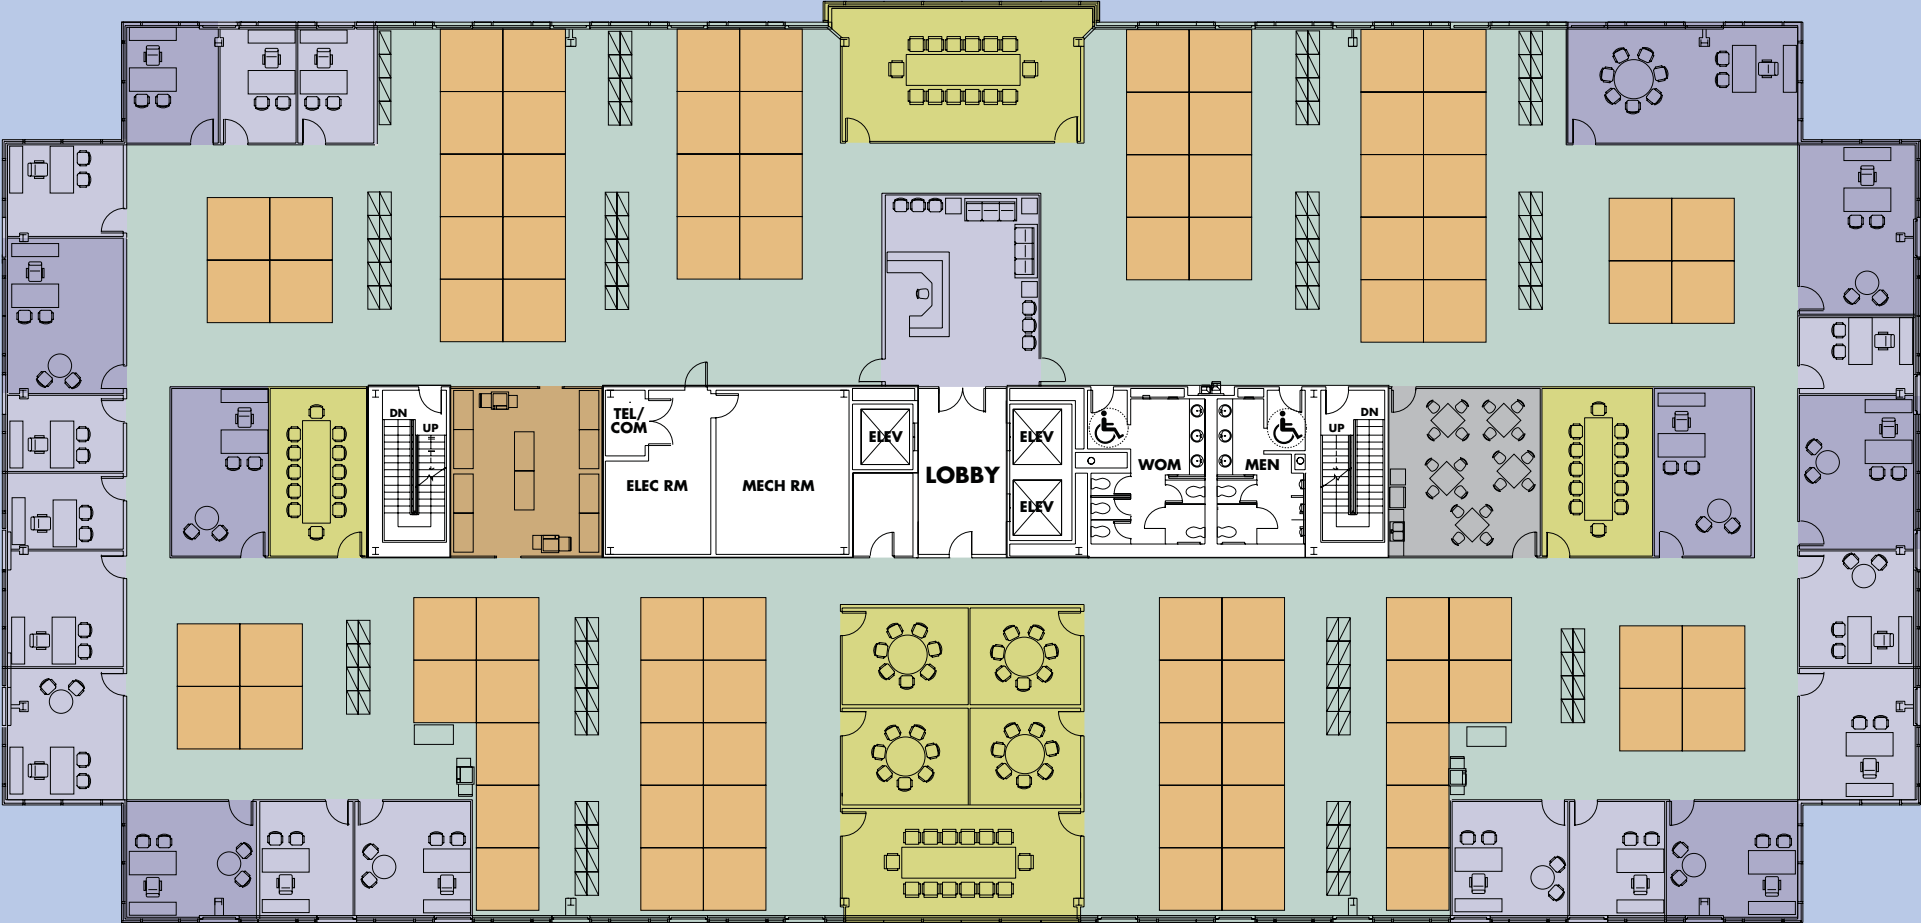 TEL/
COM
DN
UP
ELEV
ELEV
LOBBY
WOM
MEN
DN
UP
ELEC RM
MECH RM
ELEV